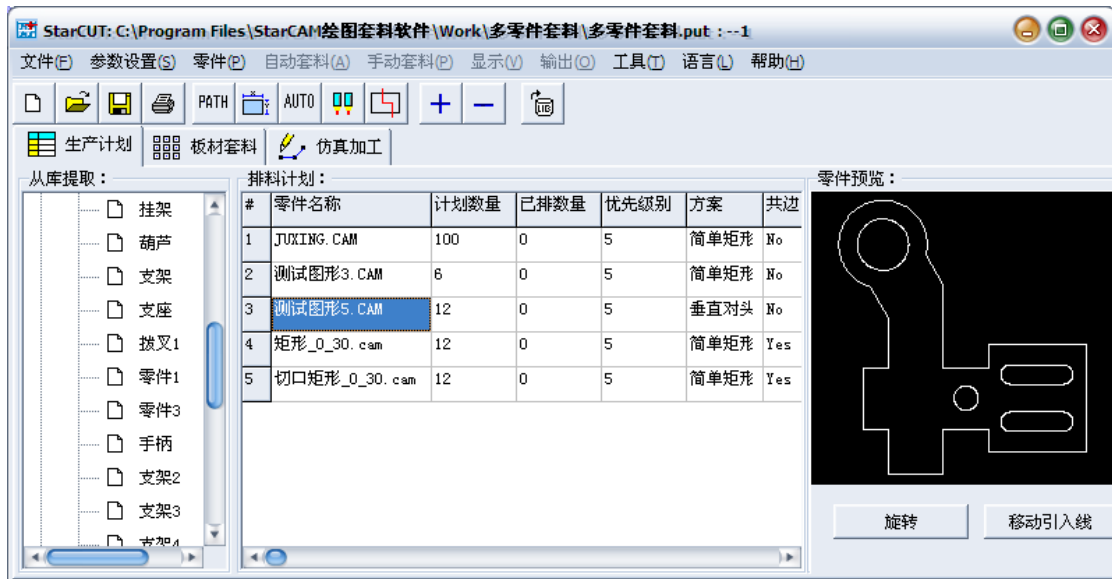 StarCUT: C:\Program Files\StarCAM绘图套料软件\Work\多零件套料\多零件套料.put :--1
文件(F) 参数设置(S) 零件(P) 自动套料(A) 手动套料(P) 显示(V) 输出(O) 工具(T) 语言(L) 帮助(H)
PATH AUTO LIB
生产计划 板材套料 仿真加工
从库提取: 排料计划: 零件预览:
挂架
葫芦
支架
支座
拨叉1
零件1
零件3
手柄
支架2
支架3
支架4
# 零件名称 计划数量 已排数量 优先级别 方案 共边
1 JUXING.CAM 100 0 5 简单矩形 No
2 测试图形3.CAM 6 0 5 简单矩形 No
3 测试图形5.CAM 12 0 5 垂直对头 No
4 矩形_0_30.cam 12 0 5 简单矩形 Yes
5 切口矩形_0_30.cam 12 0 5 简单矩形 Yes
旋转 移动引入线